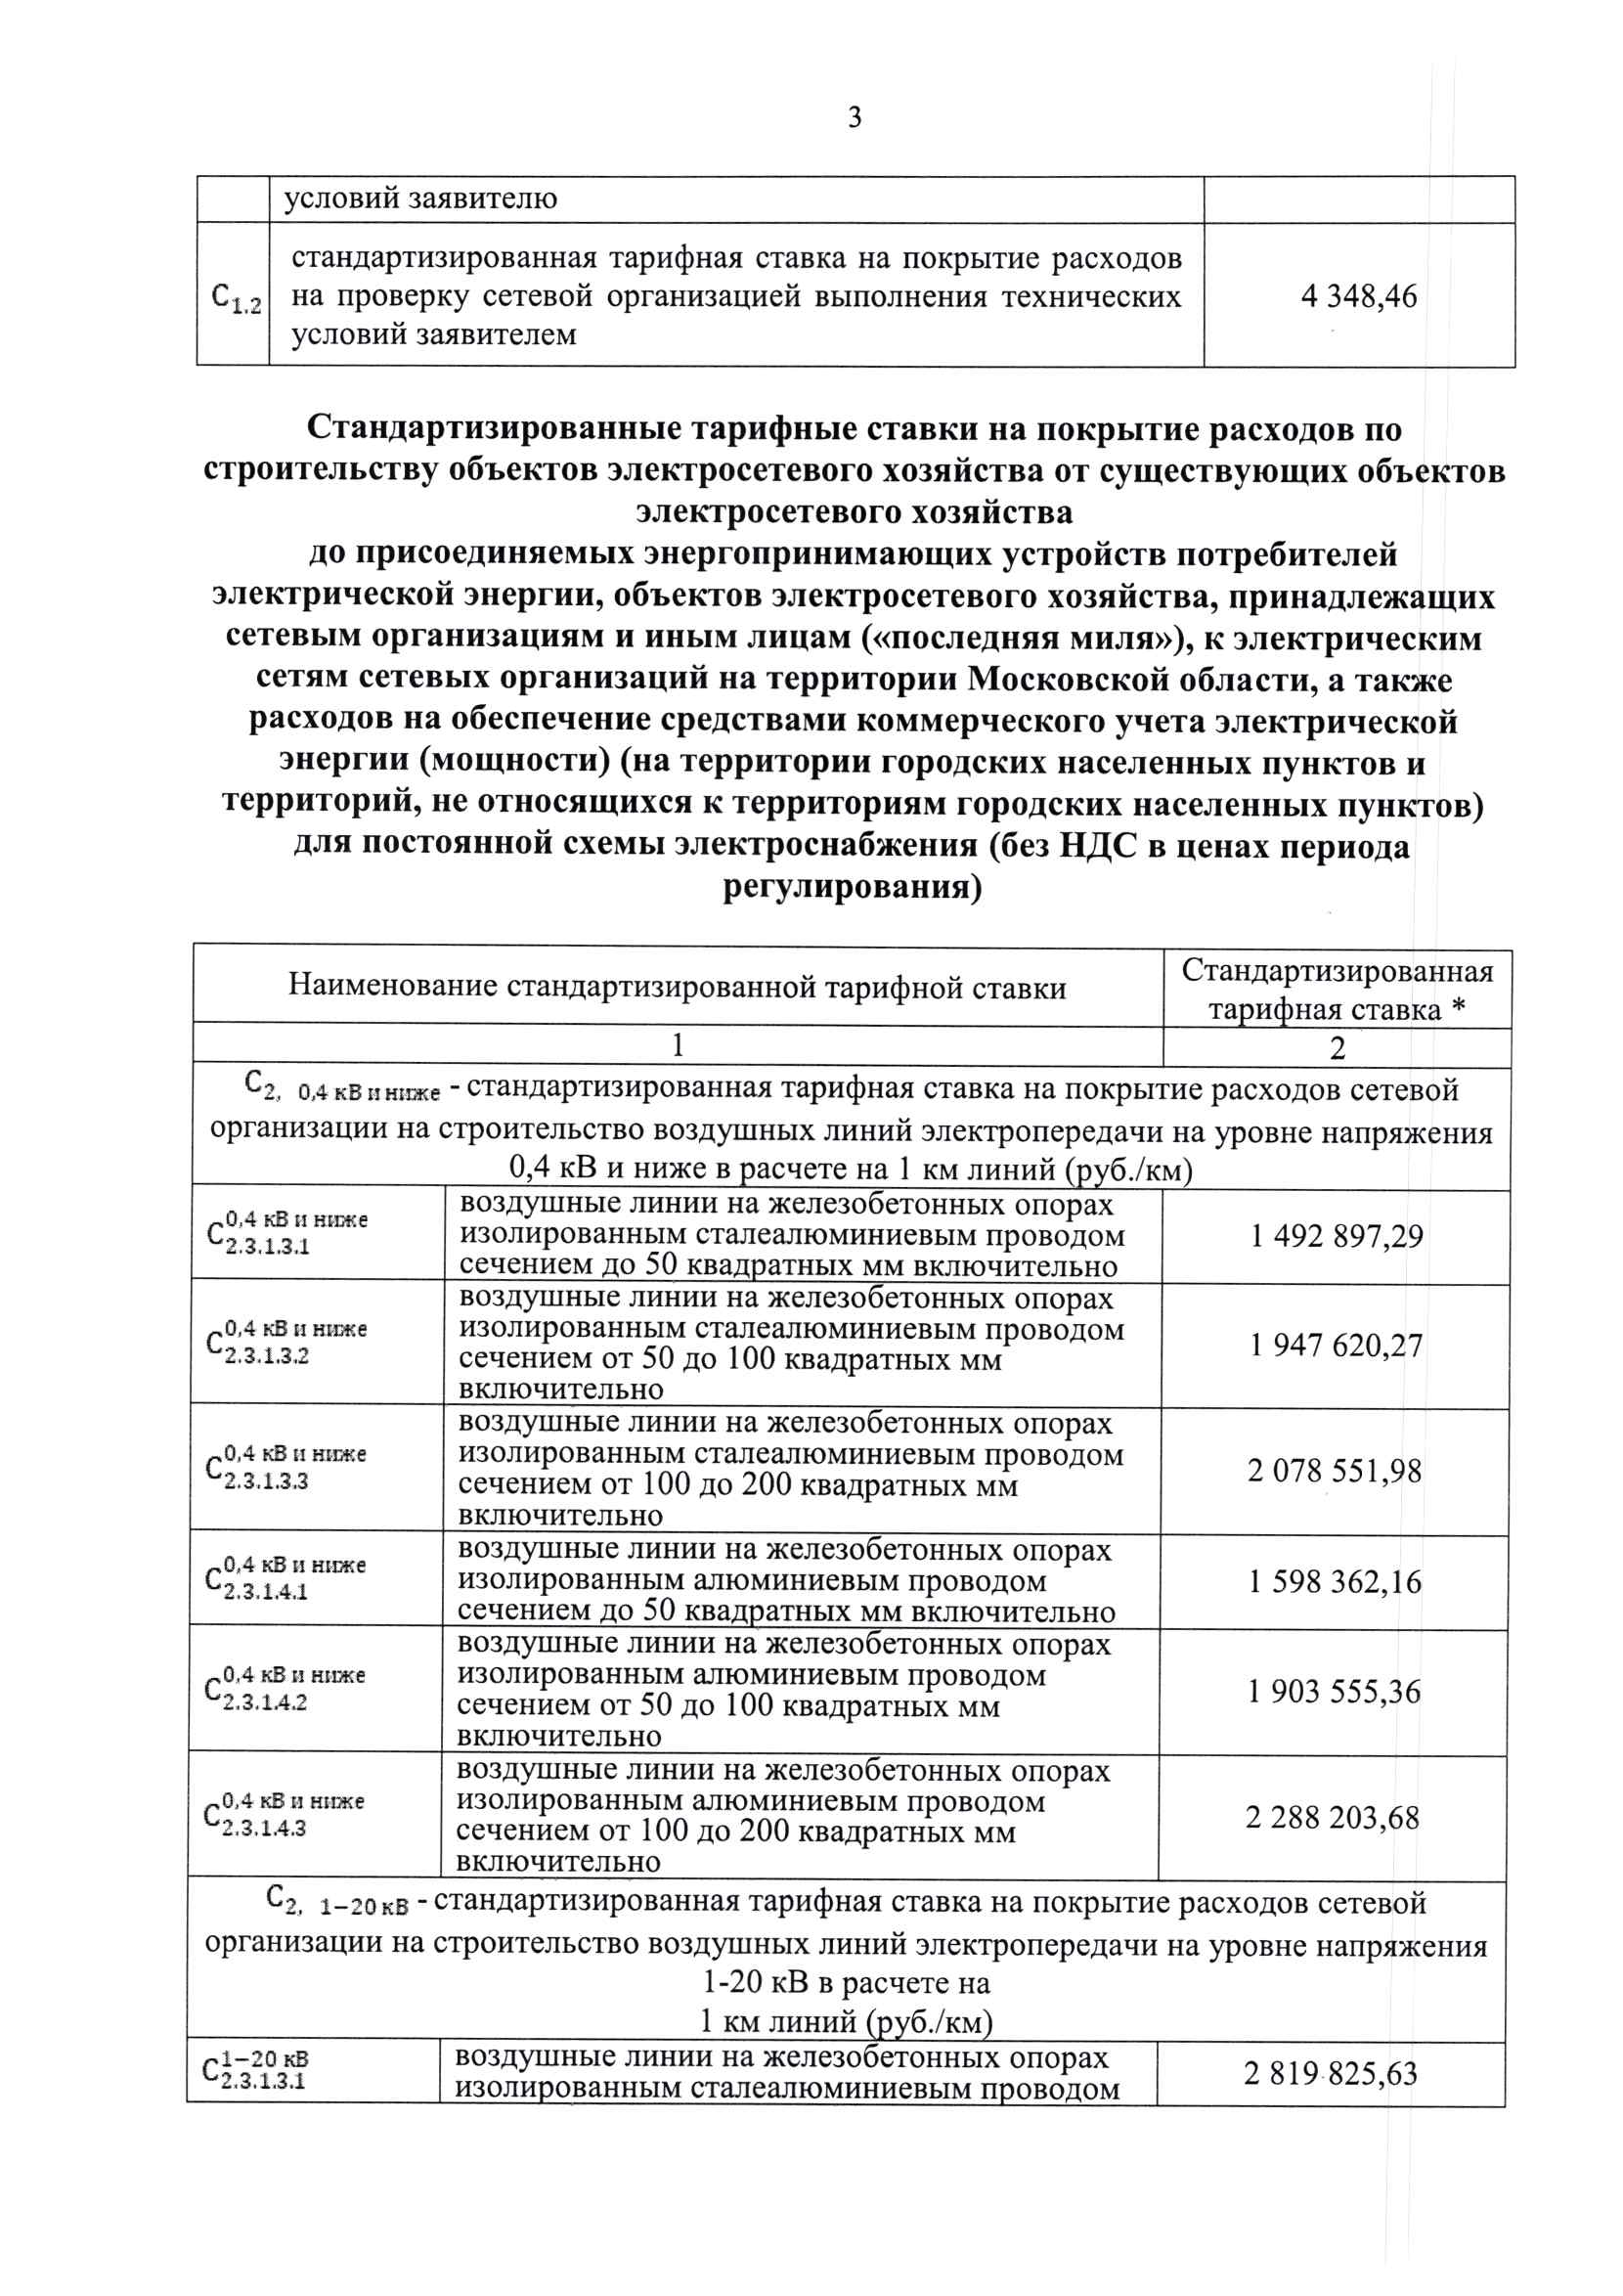 3
условий заявителю
С1.2
стандартизированная тарифная ставка на покрытие расходов
на проверку сетевой организацией выполнения технических
условий заявителем
4 348,46
Стандартизированные тарифные ставки на покрытие расходов по
строительству объектов электросетевого хозяйства от существующих объектов
электросетевого хозяйства
до присоединяемых энергопринимающих устройств потребителей
электрической энергии, объектов электросетевого хозяйства, принадлежащих
сетевым организациям и иным лицам («последняя миля»), к электрическим
сетям сетевых организаций на территории Московской области, а также
расходов на обеспечение средствами коммерческого учета электрической
энергии (мощности) (на территории городских населенных пунктов и
территорий, не относящихся к территориям городских населенных пунктов)
для постоянной схемы электроснабжения (без НДС в ценах периода
регулирования)
Наименование стандартизированной тарифной ставки
Стандартизированная
тарифная ставка *
1
2
С2, 0,4 кВ и ниже - стандартизированная тарифная ставка на покрытие расходов сетевой
организации на строительство воздушных линий электропередачи на уровне напряжения
0,4 кВ и ниже в расчете на 1 км линий (руб./км)
С 0,4 кВ и ниже
2.3.1.3.1
воздушные линии на железобетонных опорах
изолированным сталеалюминиевым проводом
сечением до 50 квадратных мм включительно
1 492 897,29
С 0,4 кВ и ниже
2.3.1.3.2
воздушные линии на железобетонных опорах
изолированным сталеалюминиевым проводом
сечением от 50 до 100 квадратных мм
включительно
1 947 620,27
С 0,4 кВ и ниже
2.3.1.3.3
воздушные линии на железобетонных опорах
изолированным сталеалюминиевым проводом
сечением от 100 до 200 квадратных мм
включительно
2 078 551,98
С 0,4 кВ и ниже
2.3.1.4.1
воздушные линии на железобетонных опорах
изолированным алюминиевым проводом
сечением до 50 квадратных мм включительно
1 598 362,16
С 0,4 кВ и ниже
2.3.1.4.2
воздушные линии на железобетонных опорах
изолированным алюминиевым проводом
сечением от 50 до 100 квадратных мм
включительно
1 903 555,36
С 0,4 кВ и ниже
2.3.1.4.3
воздушные линии на железобетонных опорах
изолированным алюминиевым проводом
сечением от 100 до 200 квадратных мм
включительно
2 288 203,68
С2, 1–20 кВ - стандартизированная тарифная ставка на покрытие расходов сетевой
организации на строительство воздушных линий электропередачи на уровне напряжения
1-20 кВ в расчете на
1 км линий (руб./км)
С 1–20 кВ
2.3.1.3.1
воздушные линии на железобетонных опорах
изолированным сталеалюминиевым проводом
2 819 825,63